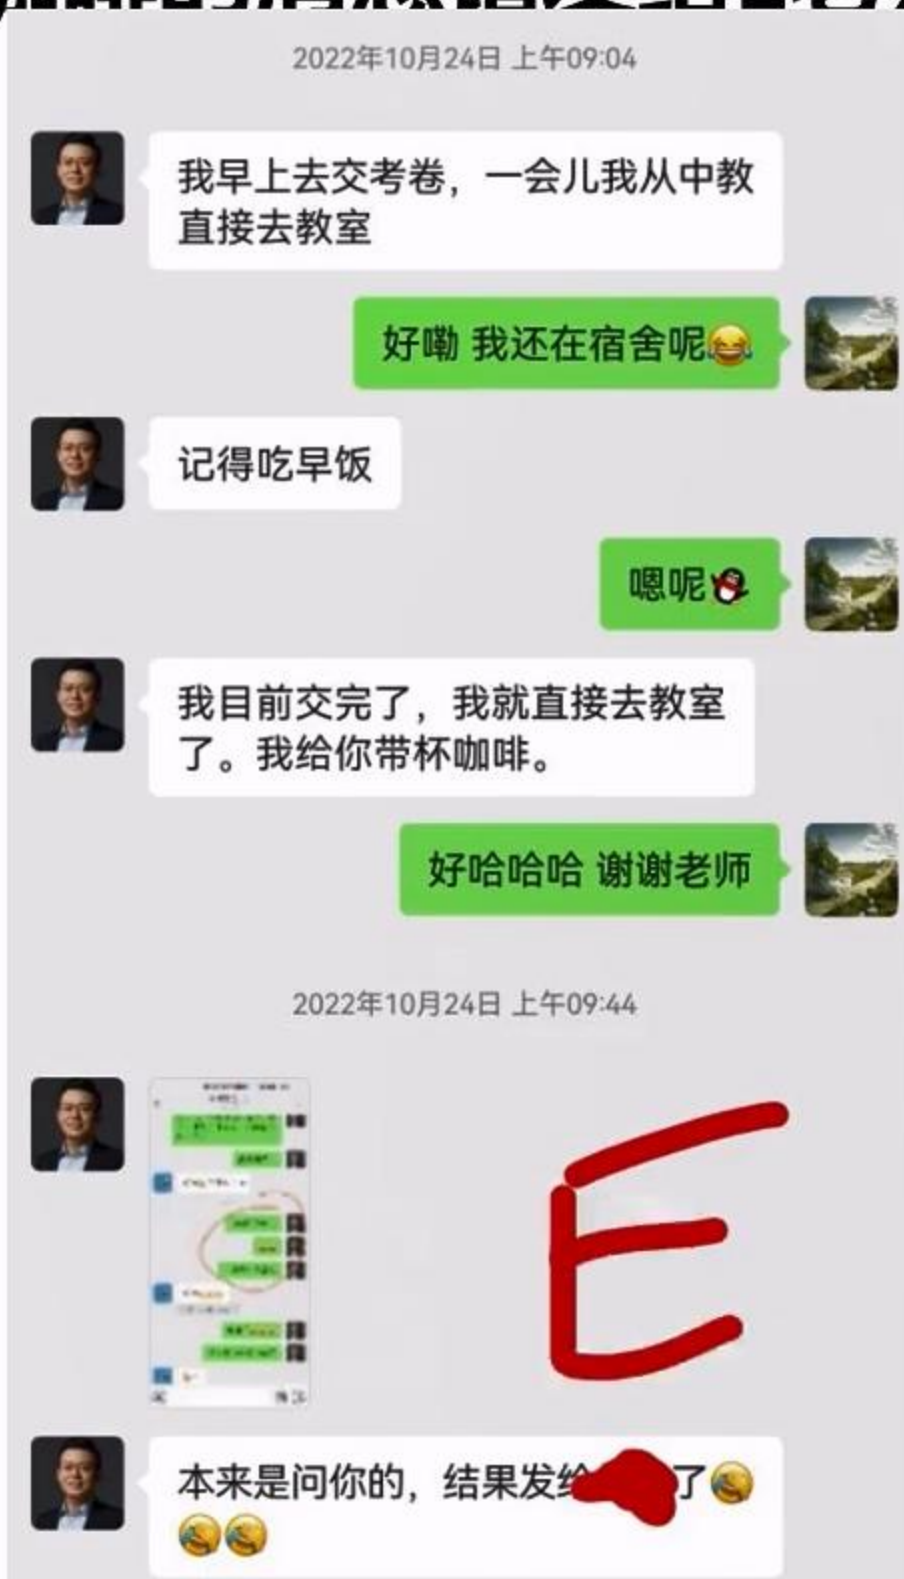 2022年10月24日 上午09:04
我早上去交考卷，一会儿我从中教
直接去教室
好嘞 我还在宿舍呢😂
记得吃早饭
嗯呢
我目前交完了，我就直接去教室
了。我给你带杯咖啡。
好哈哈哈 谢谢老师
2022年10月24日 上午09:44
E
本来是问你的，结果发给 了🤣
🤣🤣